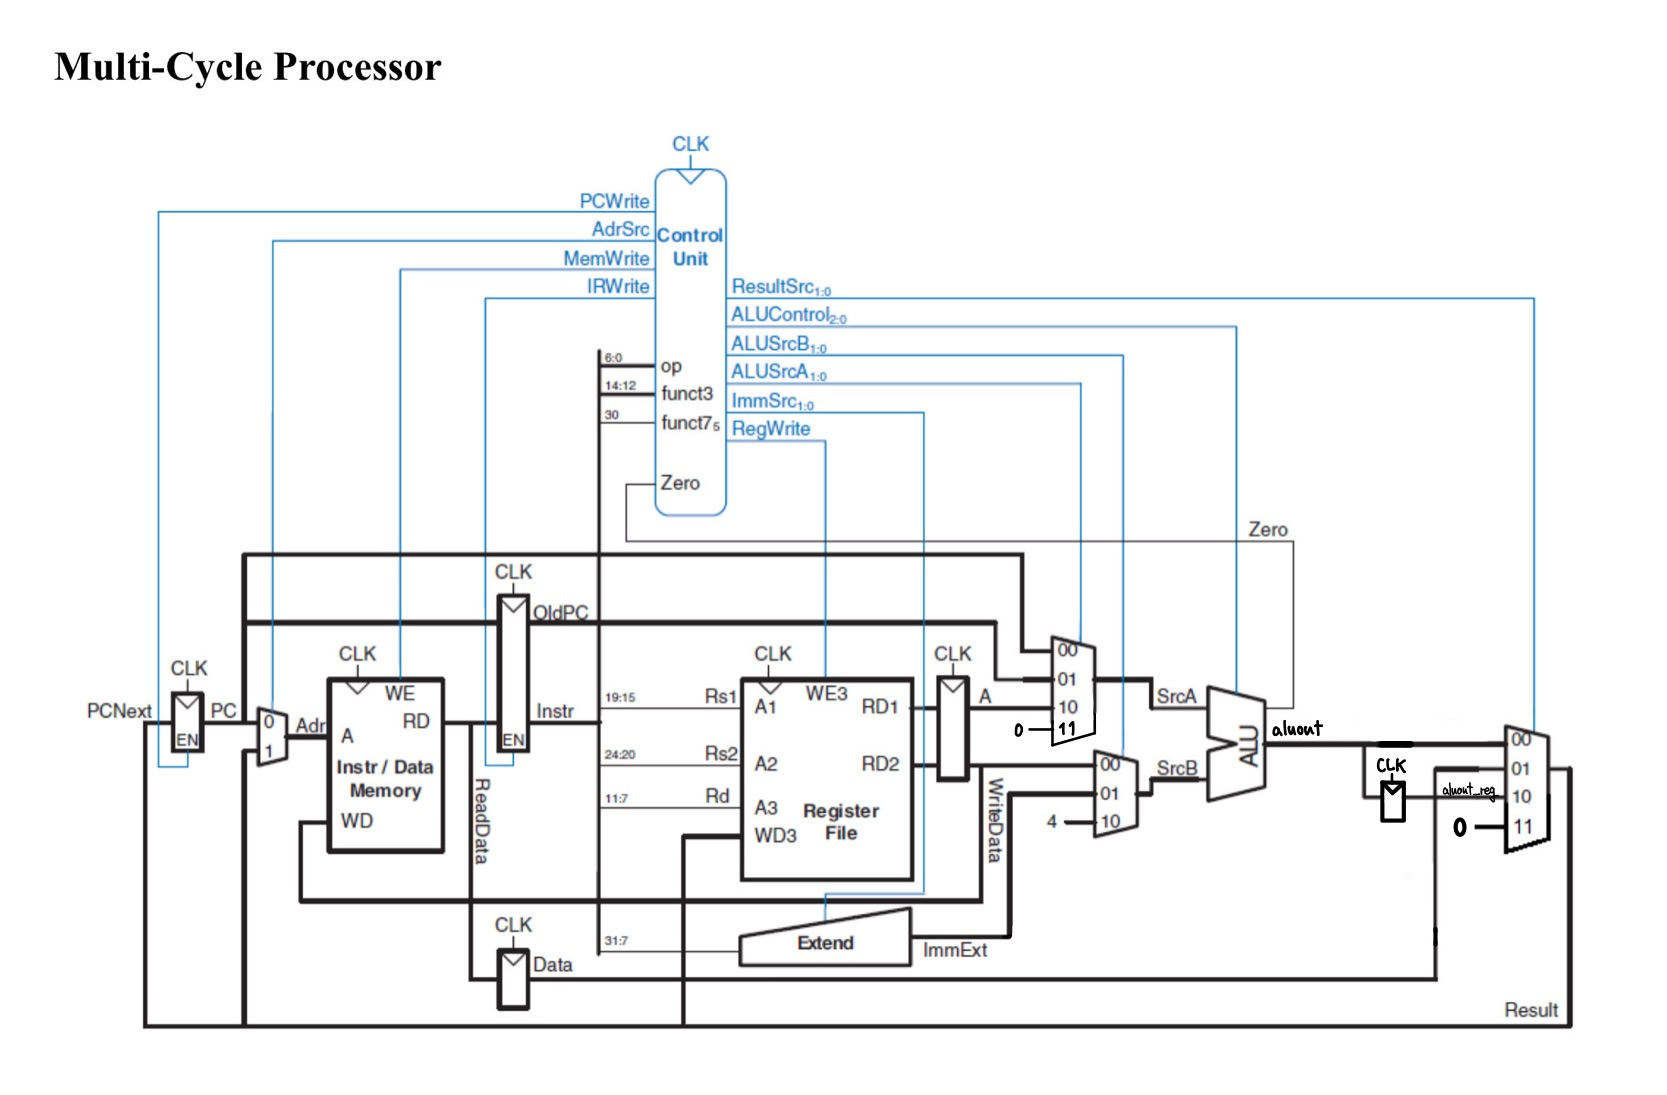 Multi-Cycle Processor
CLK
PCWrite
AdrSrc
MemWrite
IRWrite
Control
Unit
ResultSrc1:0
ALUControl2:0
ALUSrcB1:0
ALUSrcA1:0
ImmSrc1:0
RegWrite
6:0 op
14:12 funct3
30 funct75
Zero
Zero
CLK
OldPC
CLK
PCNext
EN
PC
0
1
Adr
CLK
WE
RD
A
Instr / Data
Memory
WD
ReadData
EN
Instr
19:15 Rs1
24:20 Rs2
11:7 Rd
31:7
CLK
WE3
A1
RD1
A2
RD2
A3
Register
File
WD3
CLK
A
WriteData
00
01
10
0 11
SrcA
00
01
4 10
SrcB
ALU
aluout
CLK
aluout_reg
00
01
10
0 11
Extend
ImmExt
CLK
Data
Result